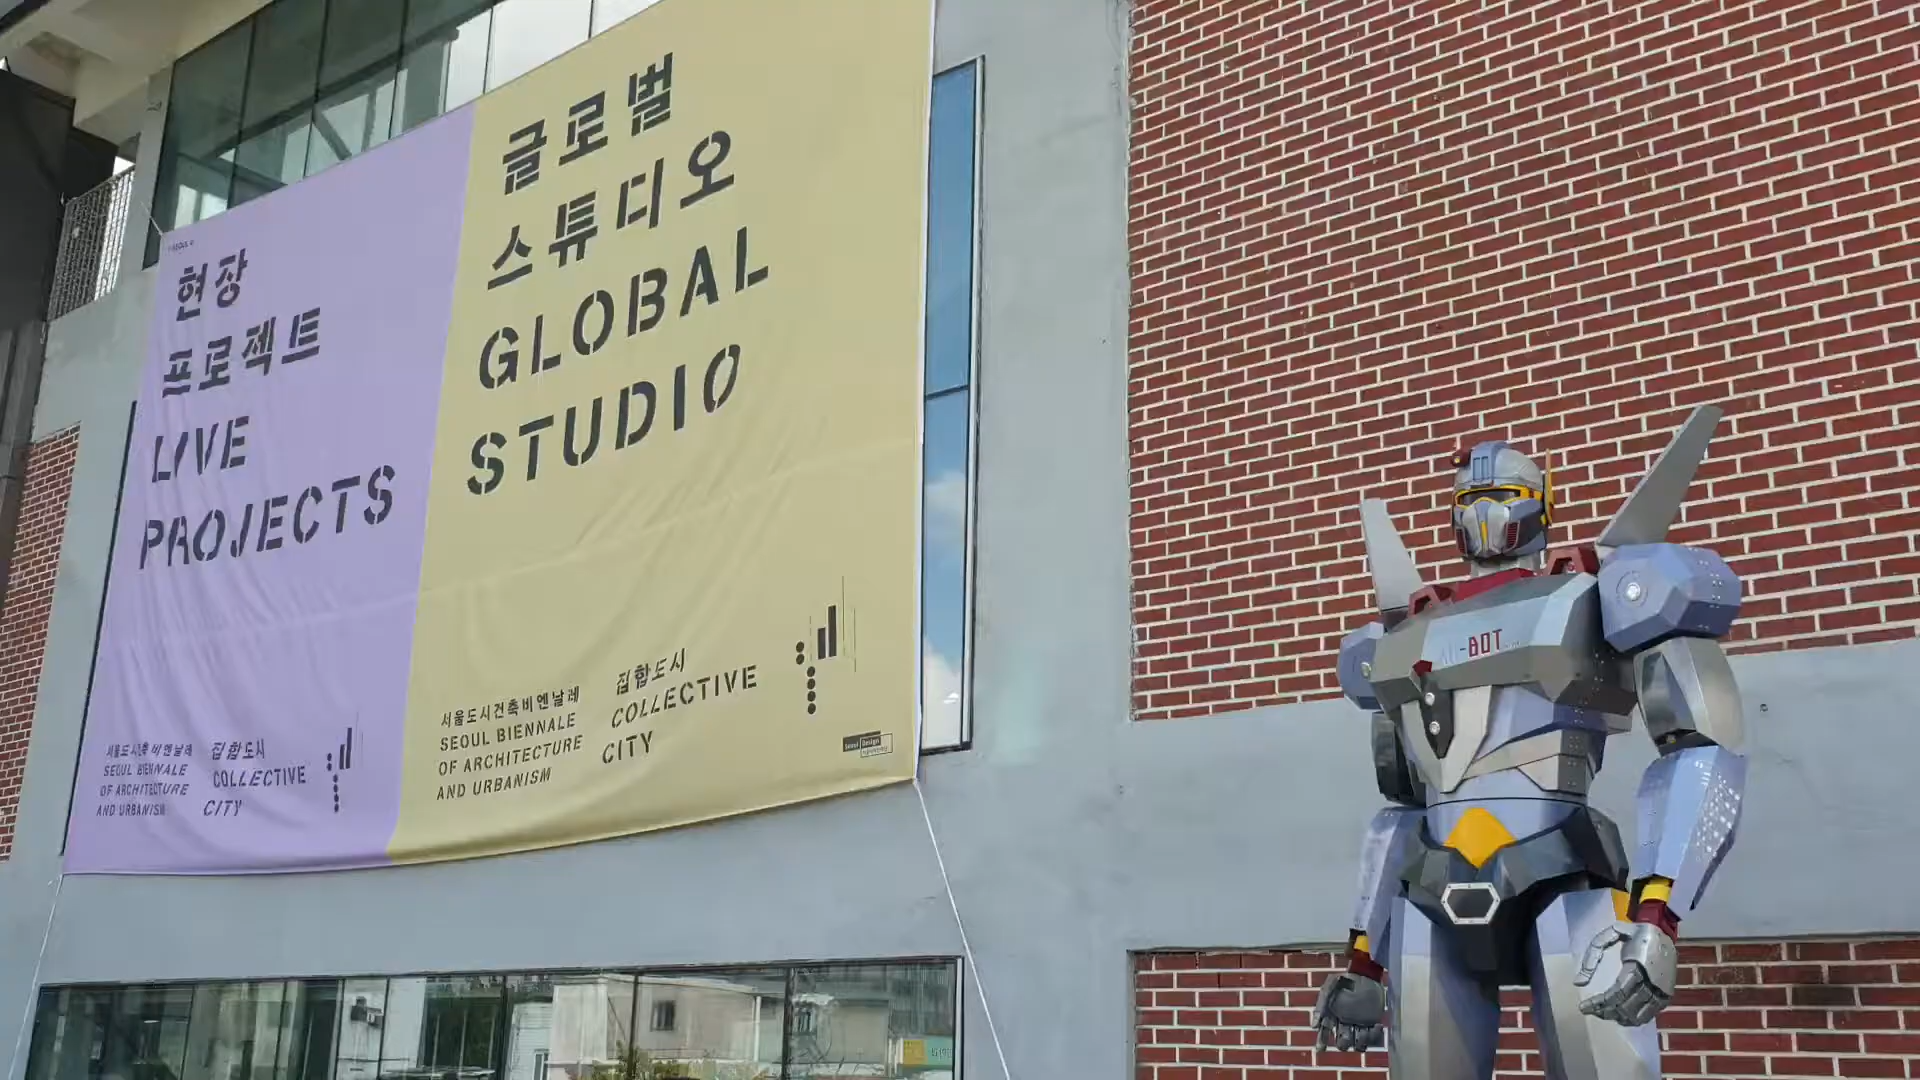 현장
프로젝트
LIVE
PROJECTS
서울도시건축비엔날레
SEOUL BIENNALE
OF ARCHITECTURE
AND URBANISM
집합도시
COLLECTIVE
CITY
글로벌
스튜디오
GLOBAL
STUDIO
서울도시건축비엔날레
SEOUL BIENNALE
OF ARCHITECTURE
AND URBANISM
집합도시
COLLECTIVE
CITY
Seoul Design
-BOT